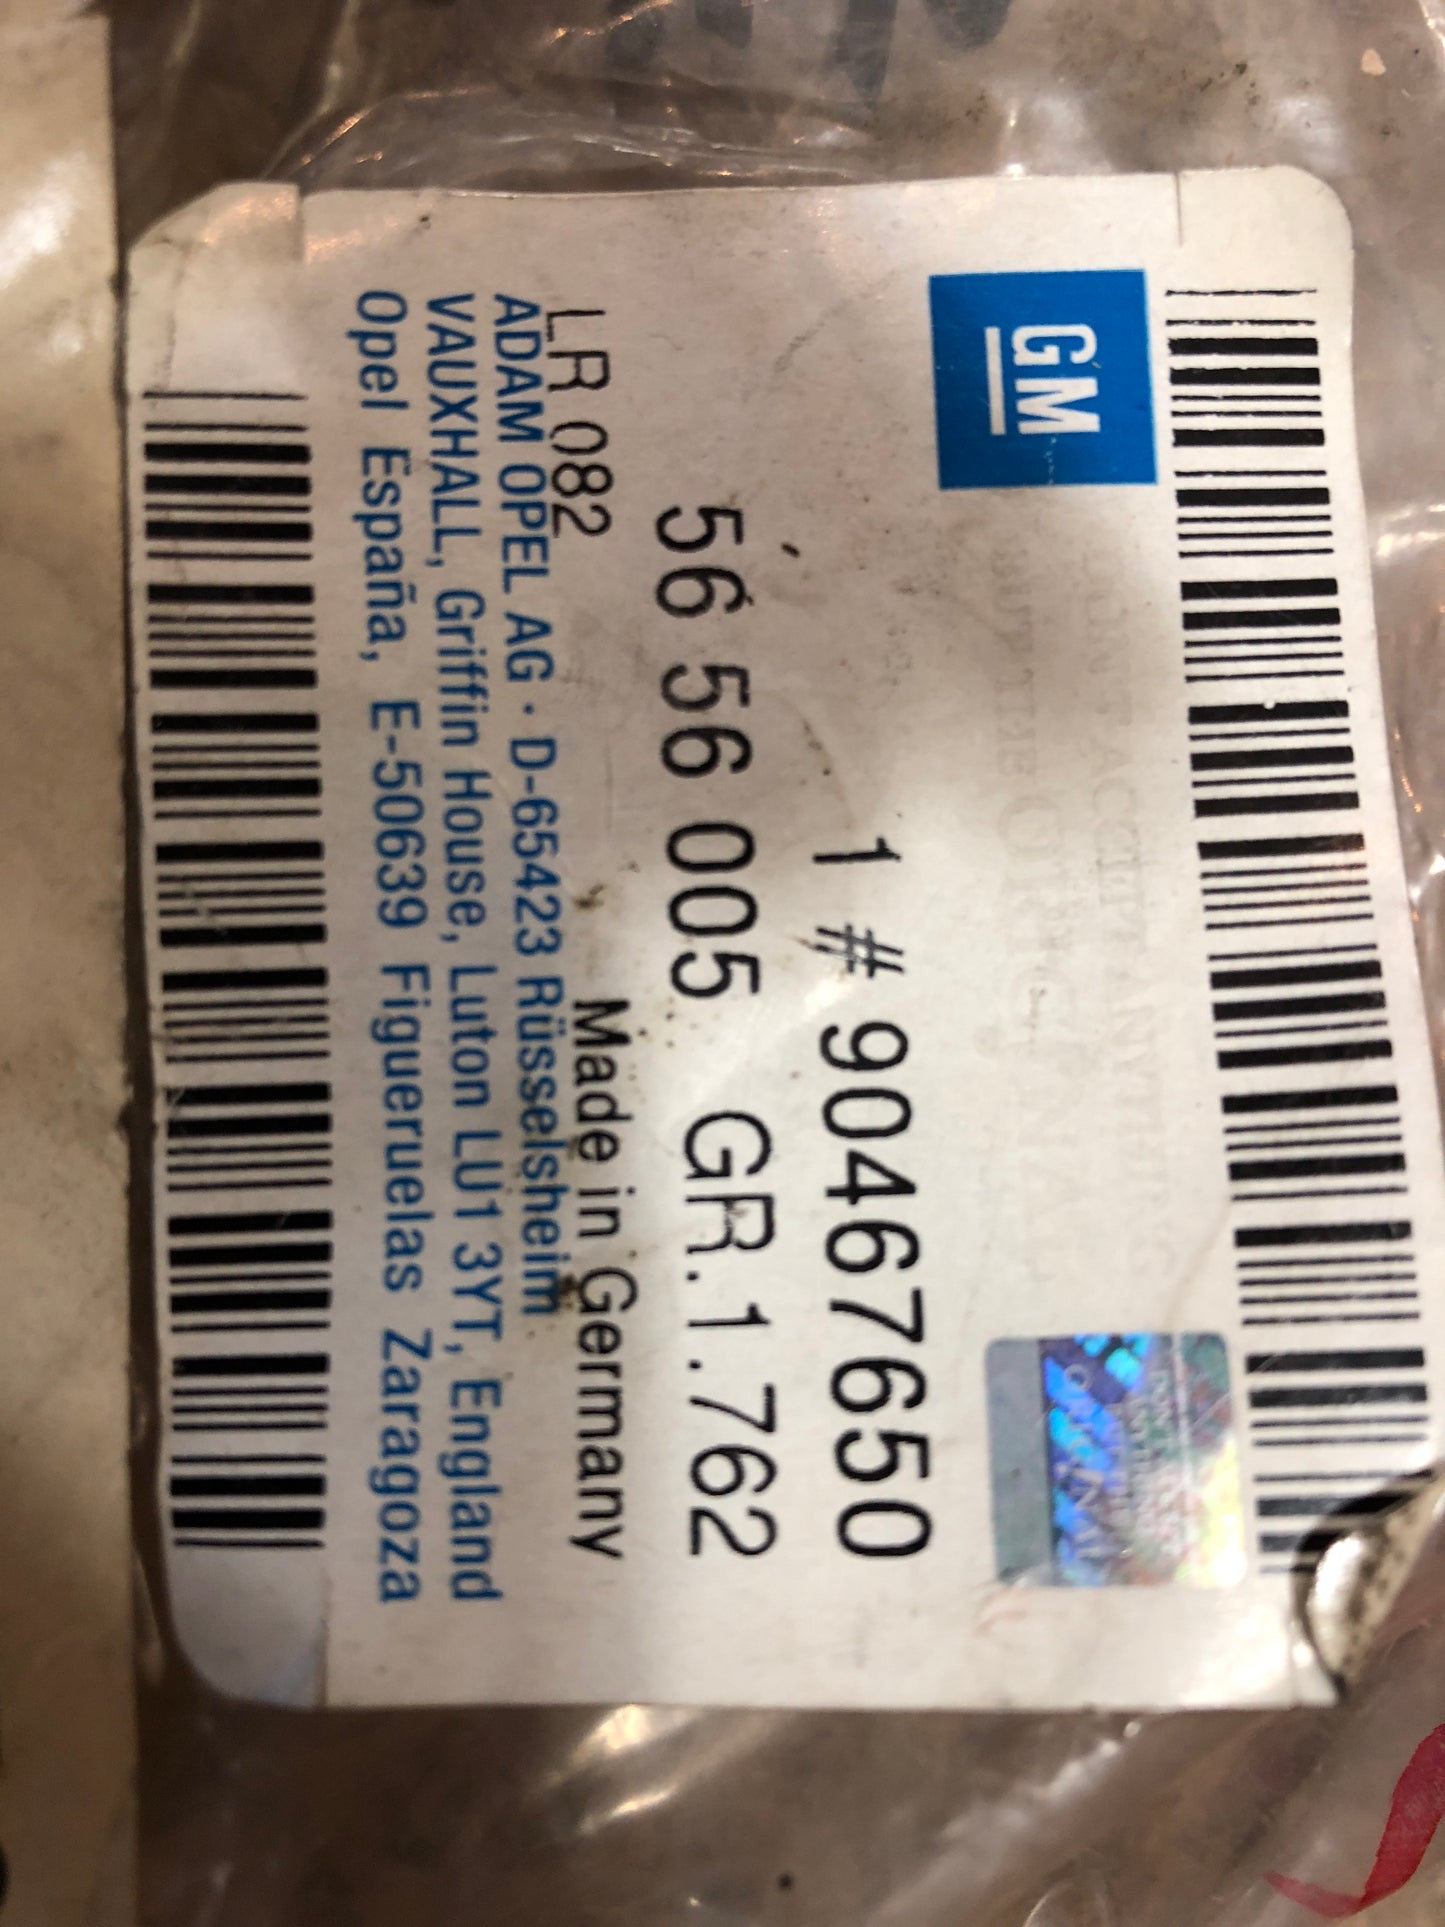 GM
1 # 90467650
56 56 005 GR.1.762
LR 082 Made in Germany
ADAM OPEL AG · D-65423 Rüsselsheim
VAUXHALL, Griffin House, Luton LU1 3YT, England
Opel España, E-50639 Figueruelas Zaragoza
ORIGINAL